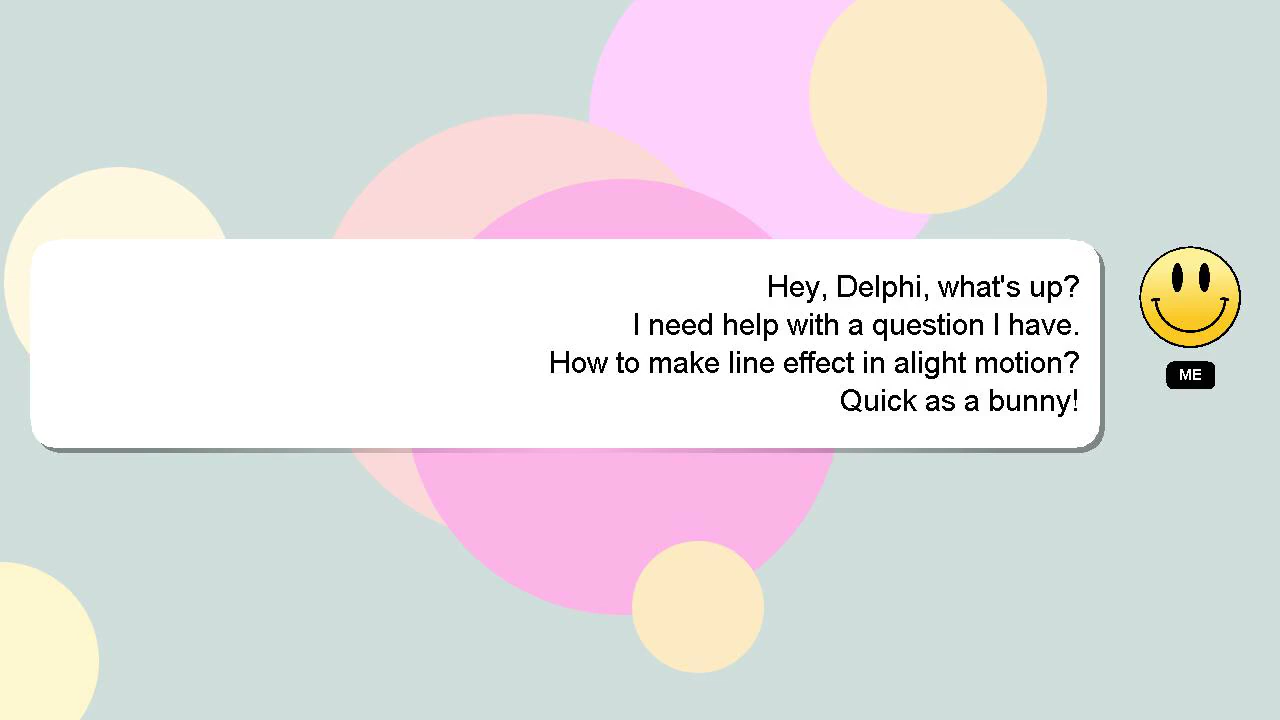 Hey, Delphi, what's up?
I need help with a question I have.
How to make line effect in alight motion?
Quick as a bunny!
ME